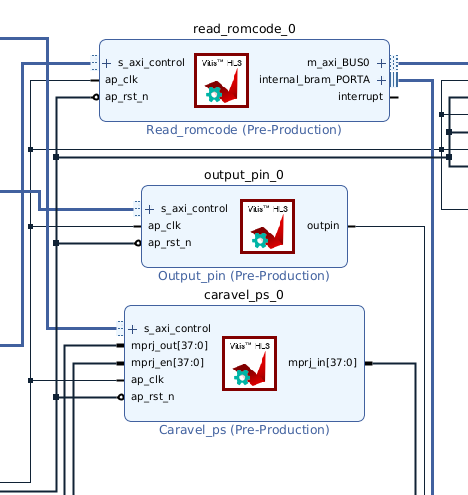 read_romcode_0
s_axi_control
ap_clk
ap_rst_n
Vitis™ HLS
m_axi_BUS0
internal_bram_PORTA
interrupt
Read_romcode (Pre-Production)
output_pin_0
s_axi_control
ap_clk
ap_rst_n
Vitis™ HLS
outpin
Output_pin (Pre-Production)
caravel_ps_0
s_axi_control
mprj_out[37:0]
mprj_en[37:0]
ap_clk
ap_rst_n
Vitis™ HLS
mprj_in[37:0]
Caravel_ps (Pre-Production)